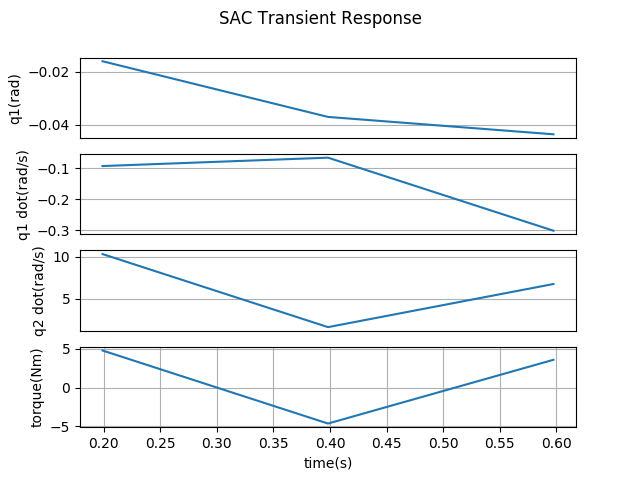 SAC Transient Response
q1(rad)
−0.02
−0.04
q1 dot(rad/s)
−0.1
−0.2
−0.3
q2 dot(rad/s)
10
5
torque(Nm)
5
0
−5
0.20 0.25 0.30 0.35 0.40 0.45 0.50 0.55 0.60
time(s)